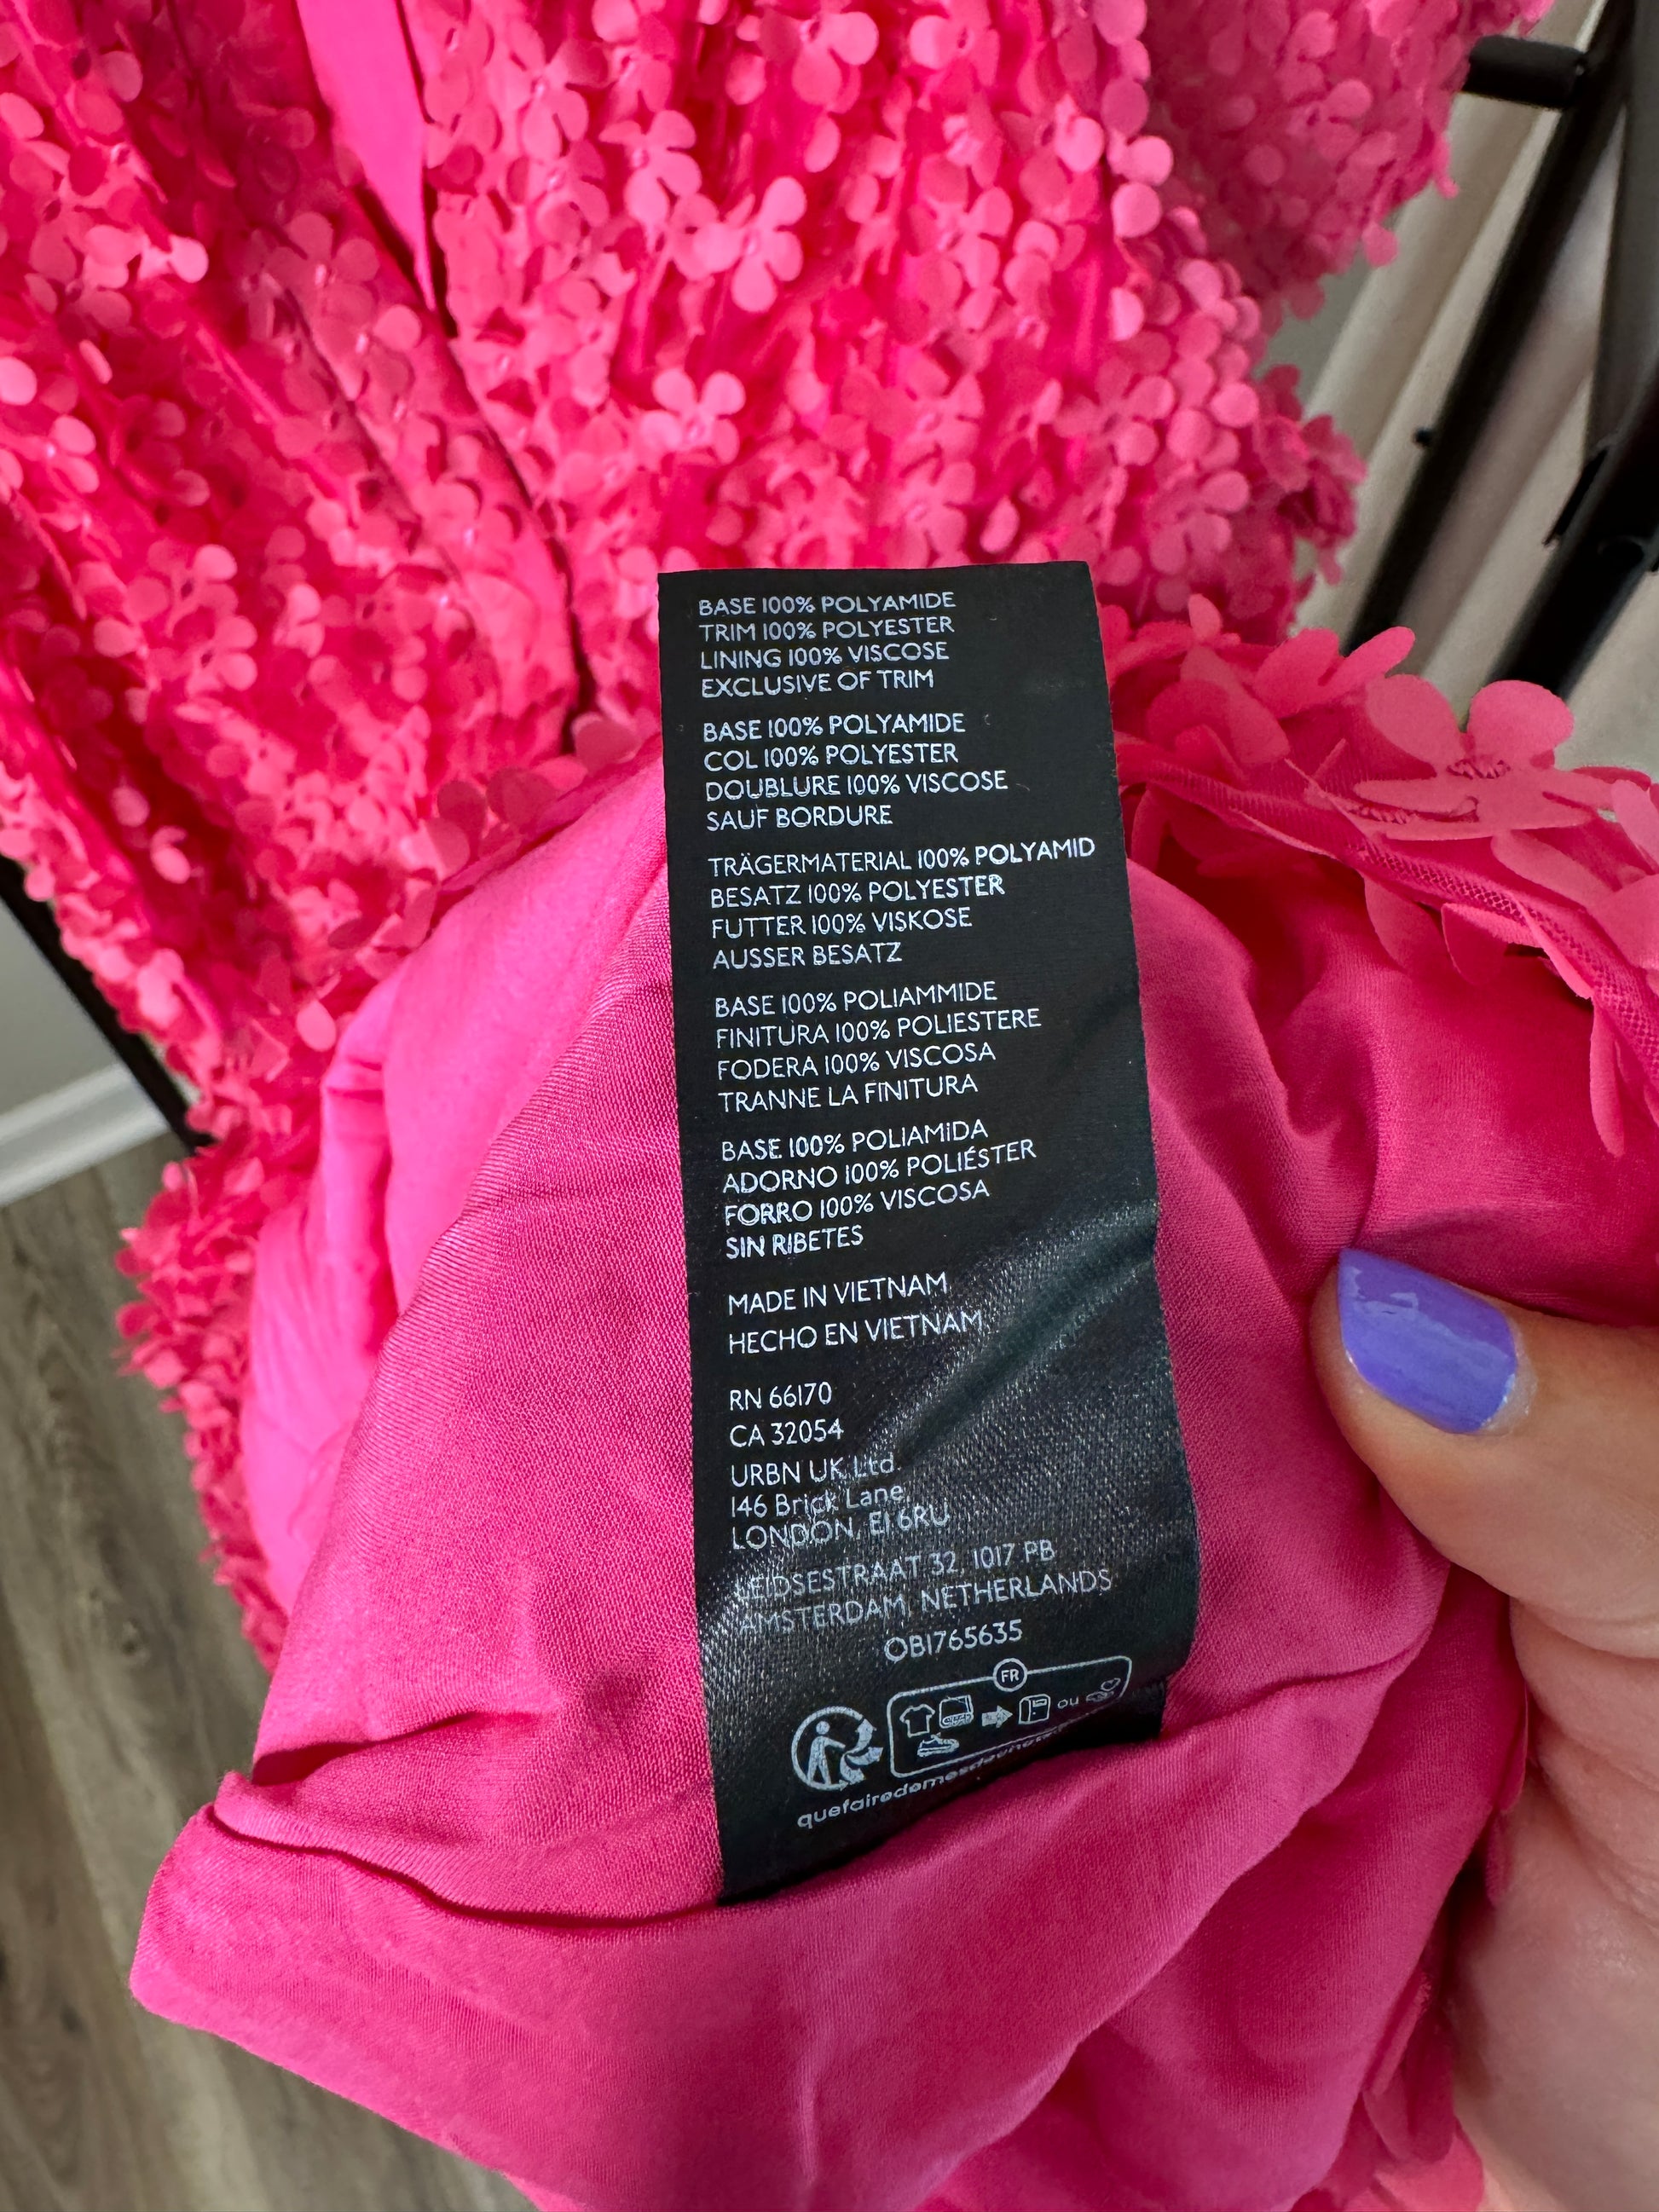 BASE 100% POLYAMIDE
TRIM 100% POLYESTER
LINING 100% VISCOSE
EXCLUSIVE OF TRIM
BASE 100% POLYAMIDE
COL 100% POLYESTER
DOUBLURE 100% VISCOSE
SAUF BORDURE
TRÄGERMATERIAL 100% POLYAMID
BESATZ 100% POLYESTER
FUTTER 100% VISKOSE
AUSSER BESATZ
BASE 100% POLIAMMIDE
FINITURA 100% POLIESTERE
FODERA 100% VISCOSA
TRANNE LA FINITURA
BASE 100% POLIAMIDA
ADORNO 100% POLIÉSTER
FORRO 100% VISCOSA
SIN RIBETES
MADE IN VIETNAM
HECHO EN VIETNAM
RN 66170
CA 32054
URBN UK Ltd.
146 Brick Lane,
LONDON, E1 6RU
LEIDSESTRAAT 32, 1017 PB
AMSTERDAM, NETHERLANDS
OB1765635
FR
ou